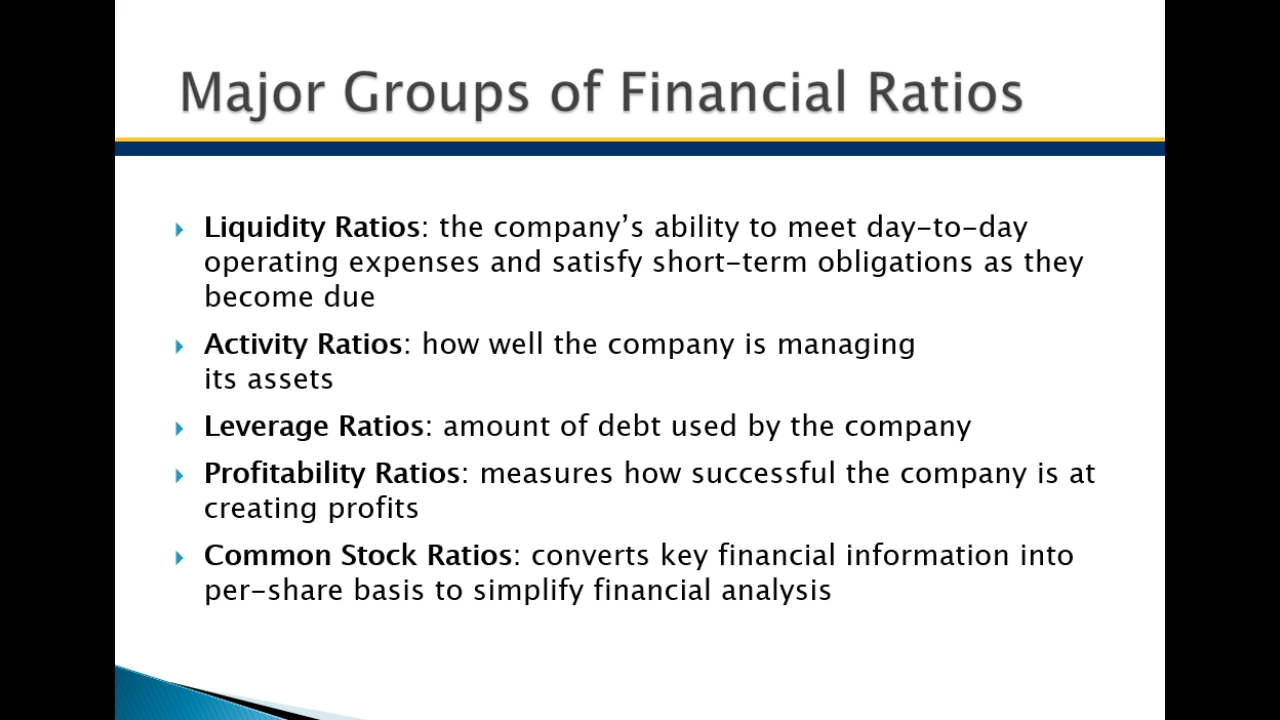 Major Groups of Financial Ratios
Liquidity Ratios: the company’s ability to meet day-to-day
operating expenses and satisfy short-term obligations as they
become due
Activity Ratios: how well the company is managing
its assets
Leverage Ratios: amount of debt used by the company
Profitability Ratios: measures how successful the company is at
creating profits
Common Stock Ratios: converts key financial information into
per-share basis to simplify financial analysis